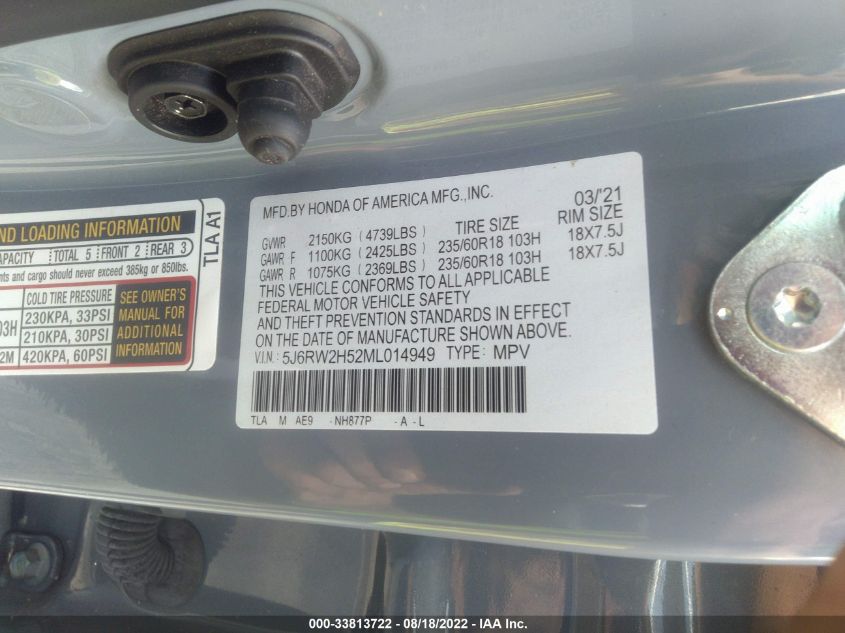 ND LOADING INFORMATION
TLA A1
CAPACITY TOTAL 5 FRONT 2 REAR 3
nts and cargo should never exceed 385kg or 850lbs.
COLD TIRE PRESSURE
03H 230KPA, 33PSI
210KPA, 30PSI
2M 420KPA, 60PSI
SEE OWNER'S
MANUAL FOR
ADDITIONAL
INFORMATION
MFD.BY HONDA OF AMERICA MFG.,INC. 03/'21
TIRE SIZE RIM SIZE
GVWR 2150KG (4739LBS)
GAWR F 1100KG (2425LBS) 235/60R18 103H 18X7.5J
GAWR R 1075KG (2369LBS) 235/60R18 103H 18X7.5J
THIS VEHICLE CONFORMS TO ALL APPLICABLE
FEDERAL MOTOR VEHICLE SAFETY
AND THEFT PREVENTION STANDARDS IN EFFECT
ON THE DATE OF MANUFACTURE SHOWN ABOVE.
V.I.N.: 5J6RW2H52ML014949 TYPE: MPV
TLA M AE9 -NH877P -A -L
000-33813722 - 08/18/2022 - IAA Inc.